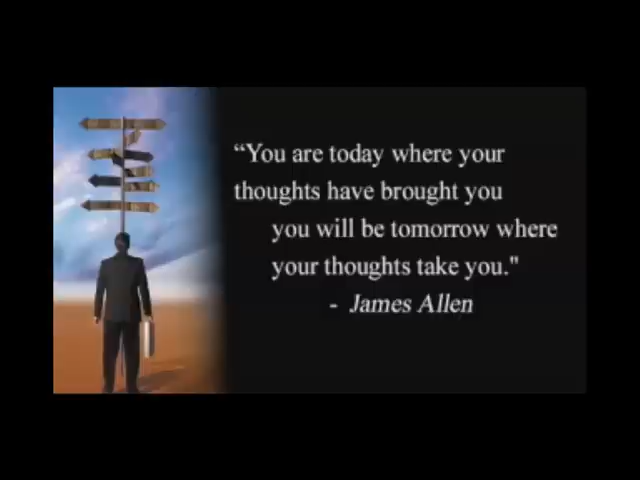 “You are today where your
thoughts have brought you
you will be tomorrow where
your thoughts take you."
- James Allen